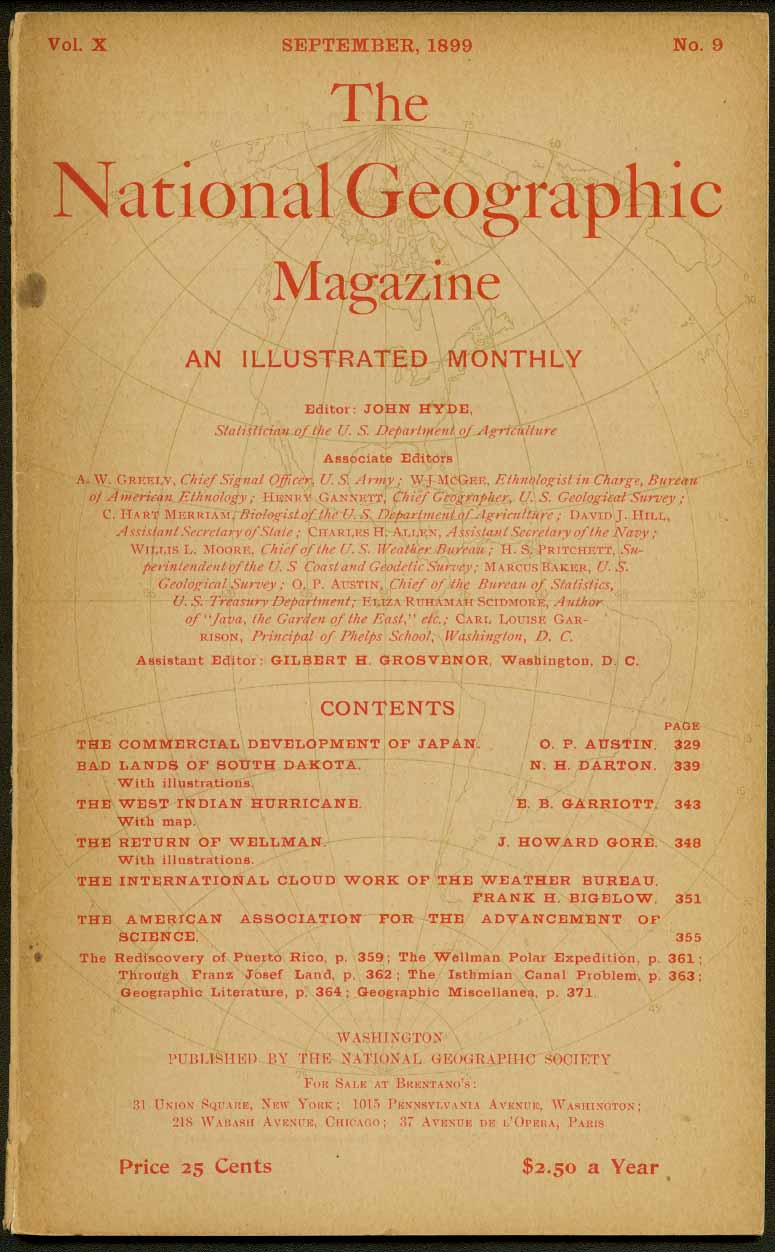 Vol. X SEPTEMBER, 1899 No. 9
The
National Geographic
Magazine
AN ILLUSTRATED MONTHLY
Editor: JOHN HYDE,
Statistician of the U. S. Department of Agriculture
Associate Editors
A. W. GREELY, Chief Signal Officer, U. S. Army; W J McGEE, Ethnologist in Charge, Bureau
of American Ethnology; HENRY GANNETT, Chief Geographer, U. S. Geological Survey;
C. HART MERRIAM, Biologist of the U. S. Department of Agriculture; DAVID J. HILL,
Assistant Secretary of State; CHARLES H. ALLEN, Assistant Secretary of the Navy;
WILLIS L. MOORE, Chief of the U. S. Weather Bureau; H. S. PRITCHETT, Su-
perintendent of the U. S Coast and Geodetic Survey; MARCUS BAKER, U. S.
Geological Survey; O. P. AUSTIN, Chief of the Bureau of Statistics,
U. S. Treasury Department; ELIZA RUHAMAH SCIDMORE, Author
of "Java, the Garden of the East," etc.; CARL LOUISE GAR-
RISON, Principal of Phelps School, Washington, D. C.
Assistant Editor: GILBERT H. GROSVENOR, Washington, D. C.
CONTENTS
PAGE
THE COMMERCIAL DEVELOPMENT OF JAPAN. O. P. AUSTIN. 329
BAD LANDS OF SOUTH DAKOTA. N. H. DARTON. 339
With illustrations.
THE WEST INDIAN HURRICANE. E. B. GARRIOTT. 343
With map.
THE RETURN OF WELLMAN. J. HOWARD GORE. 348
With illustrations.
THE INTERNATIONAL CLOUD WORK OF THE WEATHER BUREAU.
FRANK H. BIGELOW. 351
THE AMERICAN ASSOCIATION FOR THE ADVANCEMENT OF
SCIENCE. 355
The Rediscovery of Puerto Rico, p. 359; The Wellman Polar Expedition, p. 361;
Through Franz Josef Land, p. 362; The Isthmian Canal Problem, p. 363;
Geographic Literature, p. 364; Geographic Miscellanea, p. 371.
WASHINGTON
PUBLISHED BY THE NATIONAL GEOGRAPHIC SOCIETY
FOR SALE AT BRENTANO'S:
31 UNION SQUARE, NEW YORK; 1015 PENNSYLVANIA AVENUE, WASHINGTON;
218 WABASH AVENUE, CHICAGO; 37 AVENUE DE L'OPERA, PARIS
Price 25 Cents $2.50 a Year